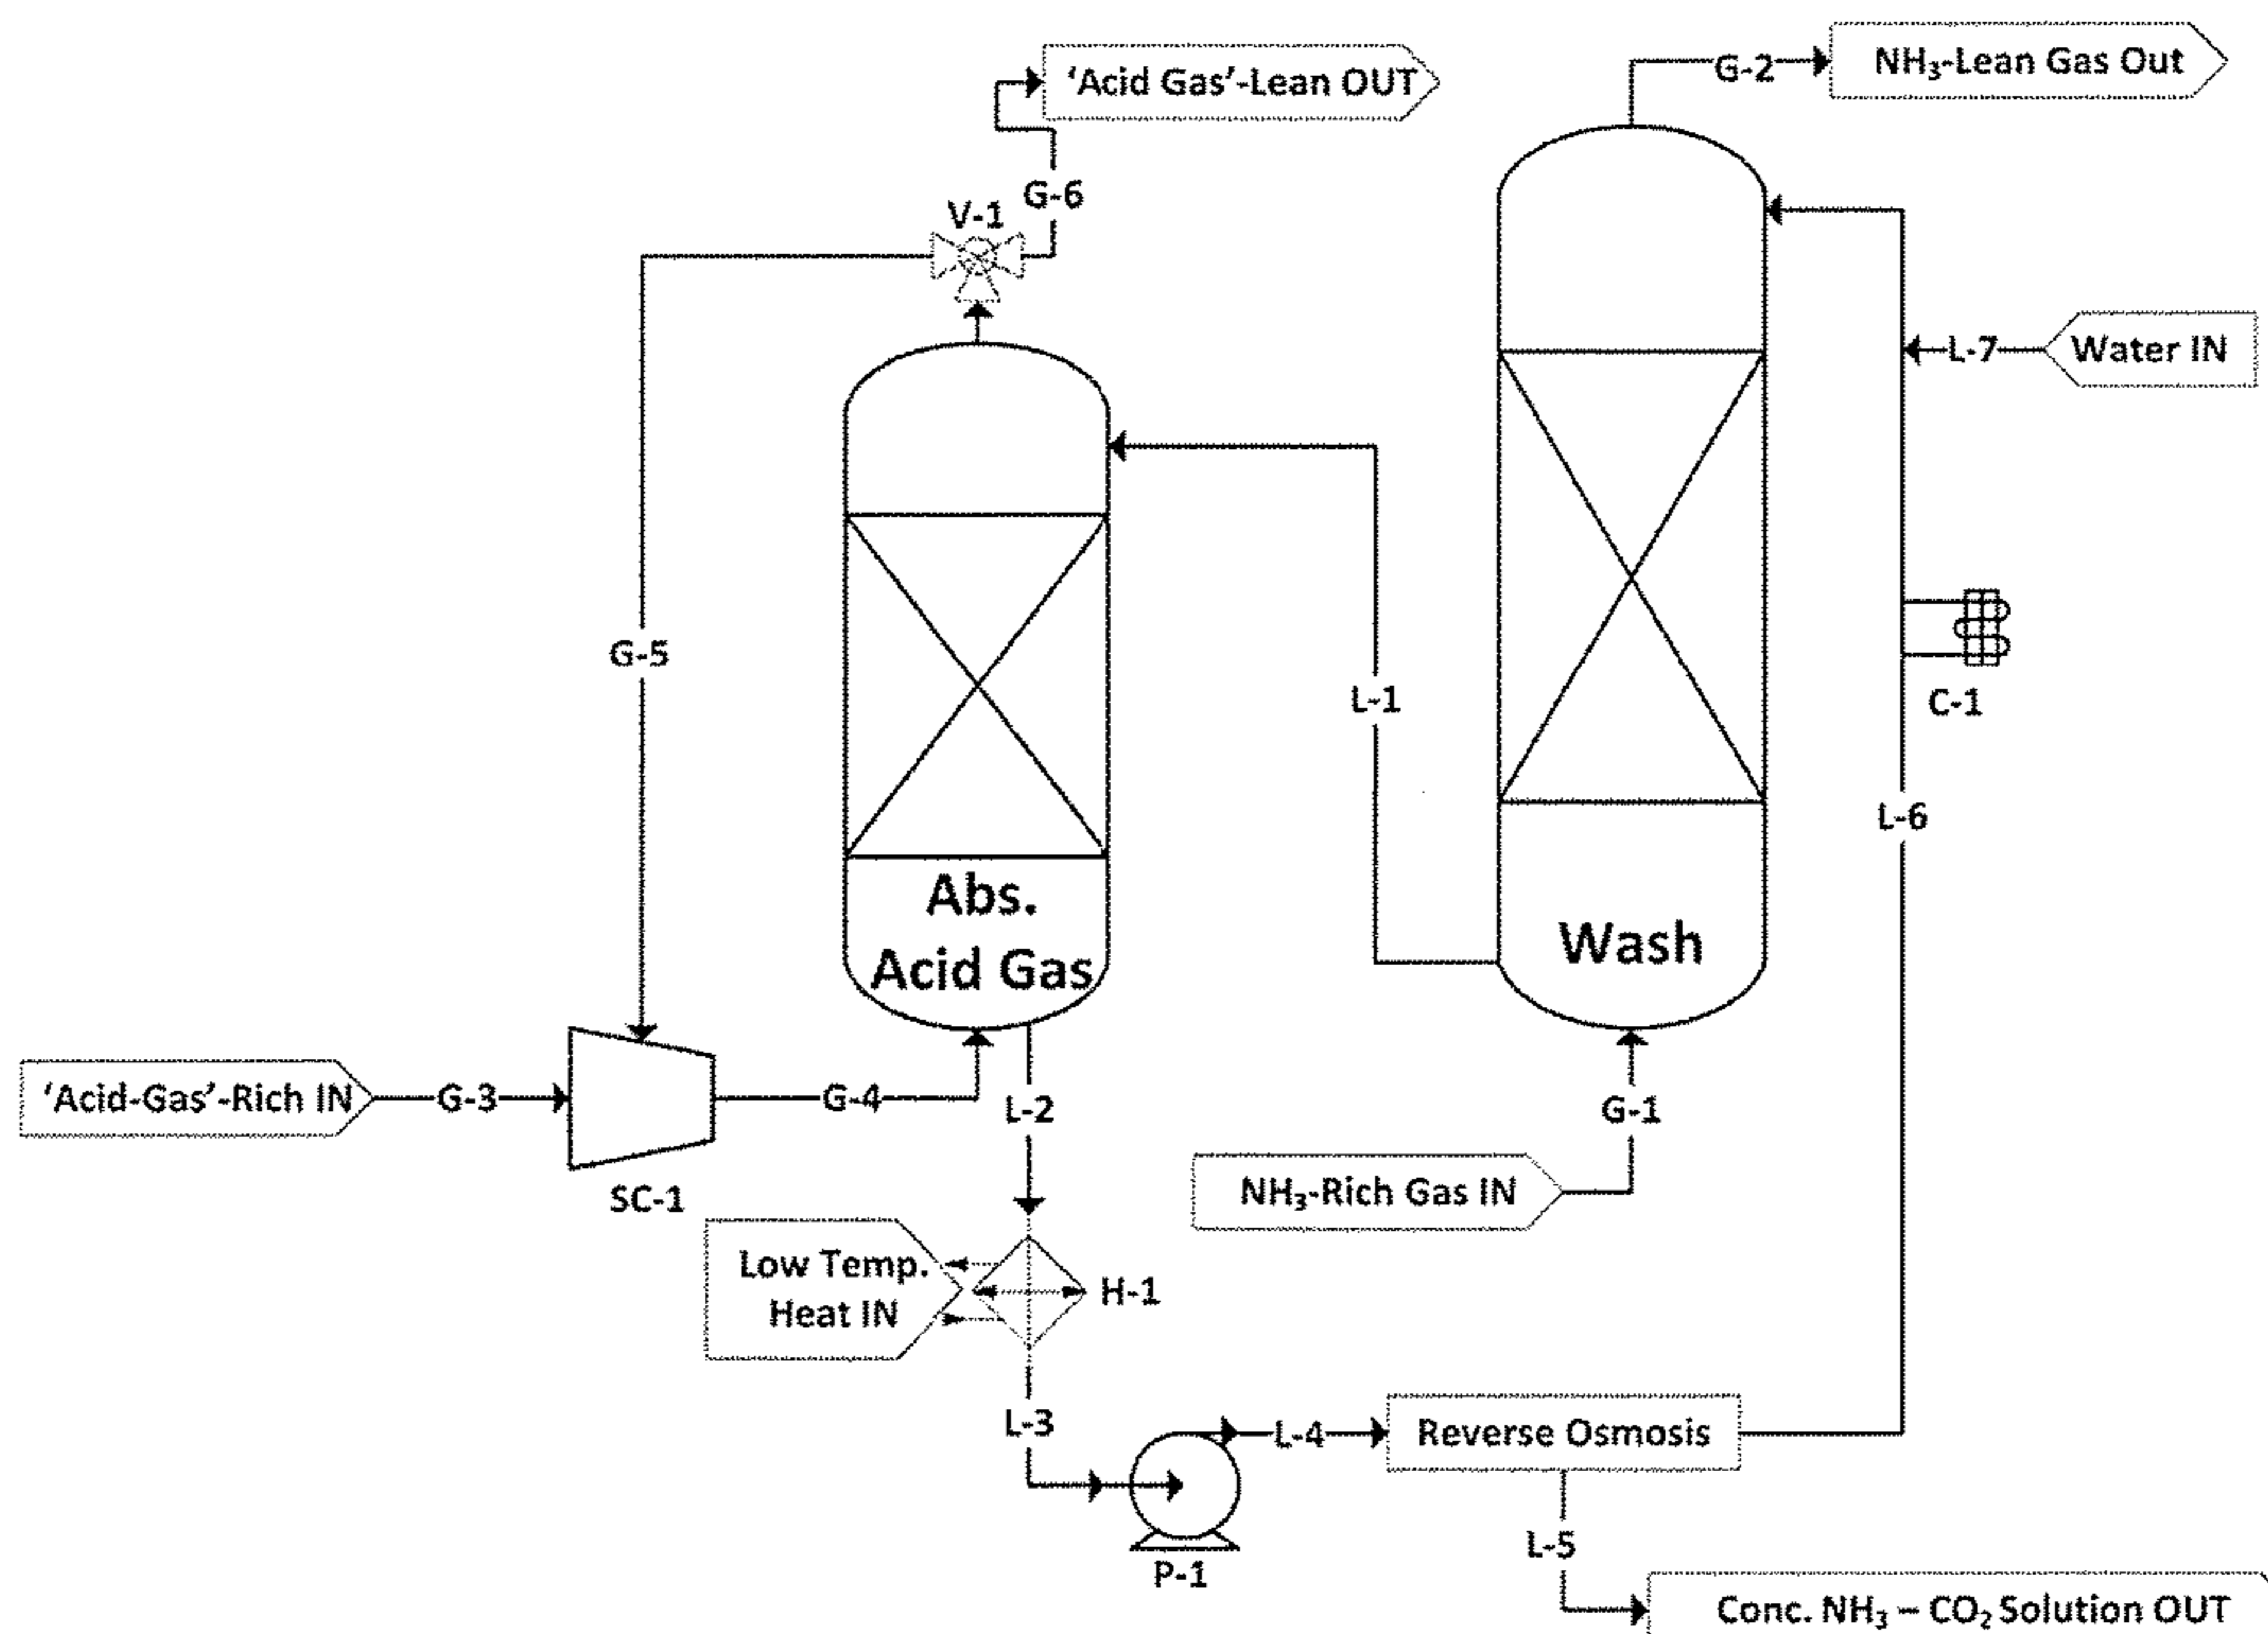 G-2
NH₃-Lean Gas Out
'Acid Gas'-Lean OUT
G-6
V-1
L-7
Water IN
G-5
L-1
C-1
L-6
Abs.
Acid Gas
Wash
'Acid-Gas'-Rich IN
G-3
G-4
L-2
G-1
SC-1
NH₃-Rich Gas IN
Low Temp.
Heat IN
H-1
L-3
L-4
Reverse Osmosis
L-5
P-1
Conc. NH₃ – CO₂ Solution OUT